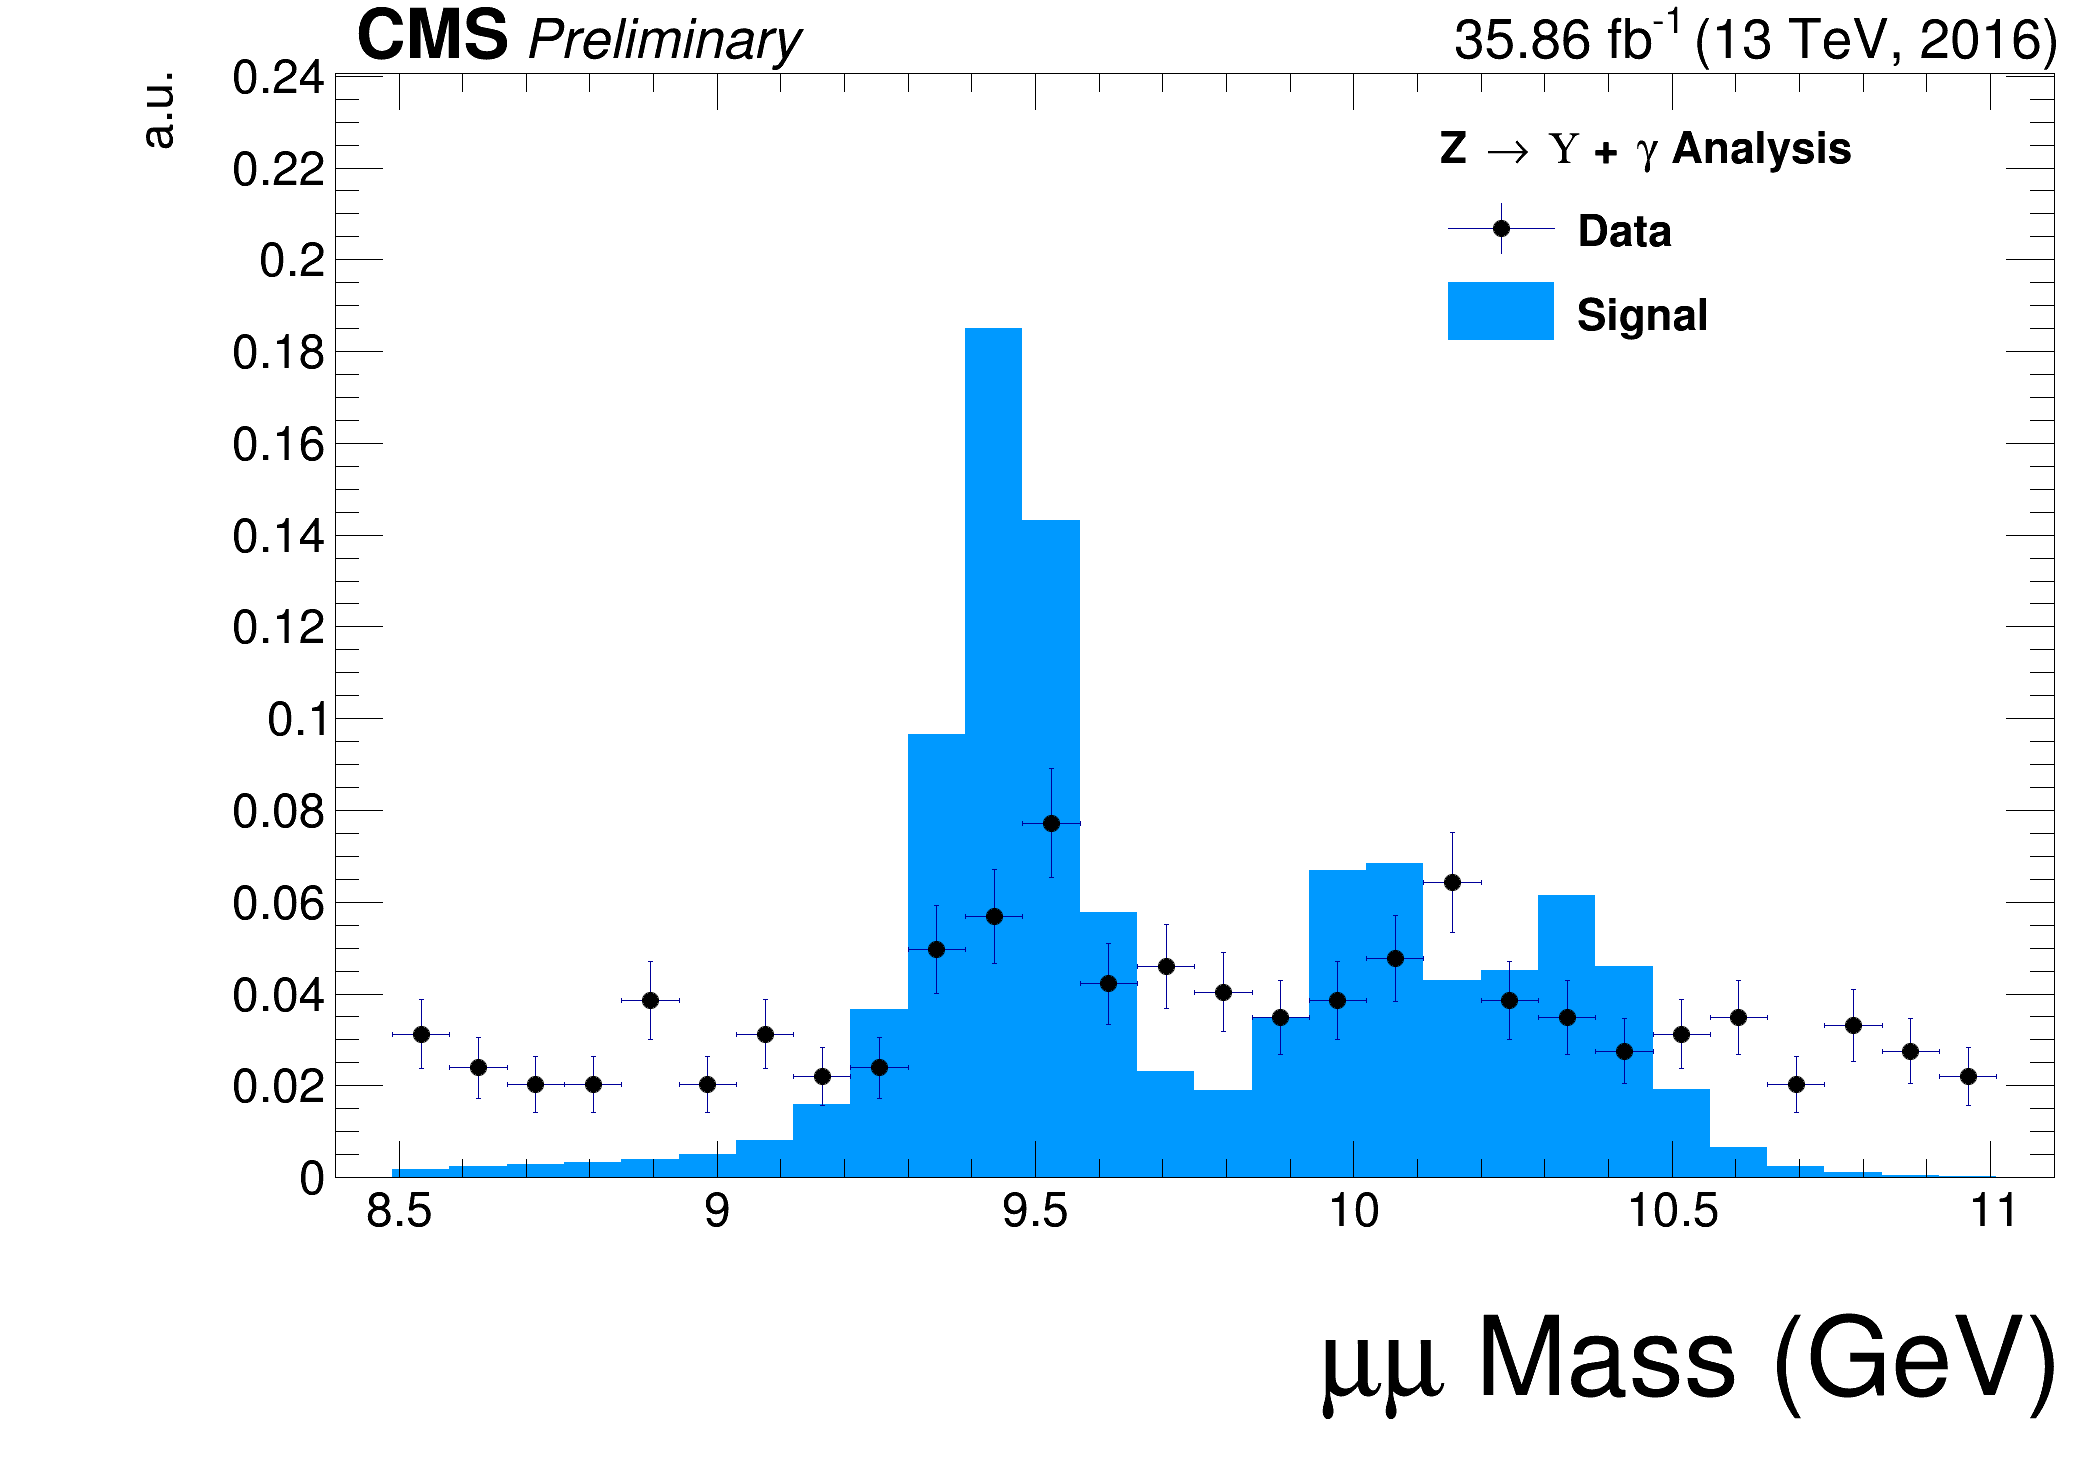 CMS Preliminary
35.86 fb⁻¹ (13 TeV, 2016)
a.u.
0.24
0.22
0.2
0.18
0.16
0.14
0.12
0.1
0.08
0.06
0.04
0.02
0
Z → ϒ + γ Analysis
Data
Signal
8.5 9 9.5 10 10.5 11
μμ Mass (GeV)